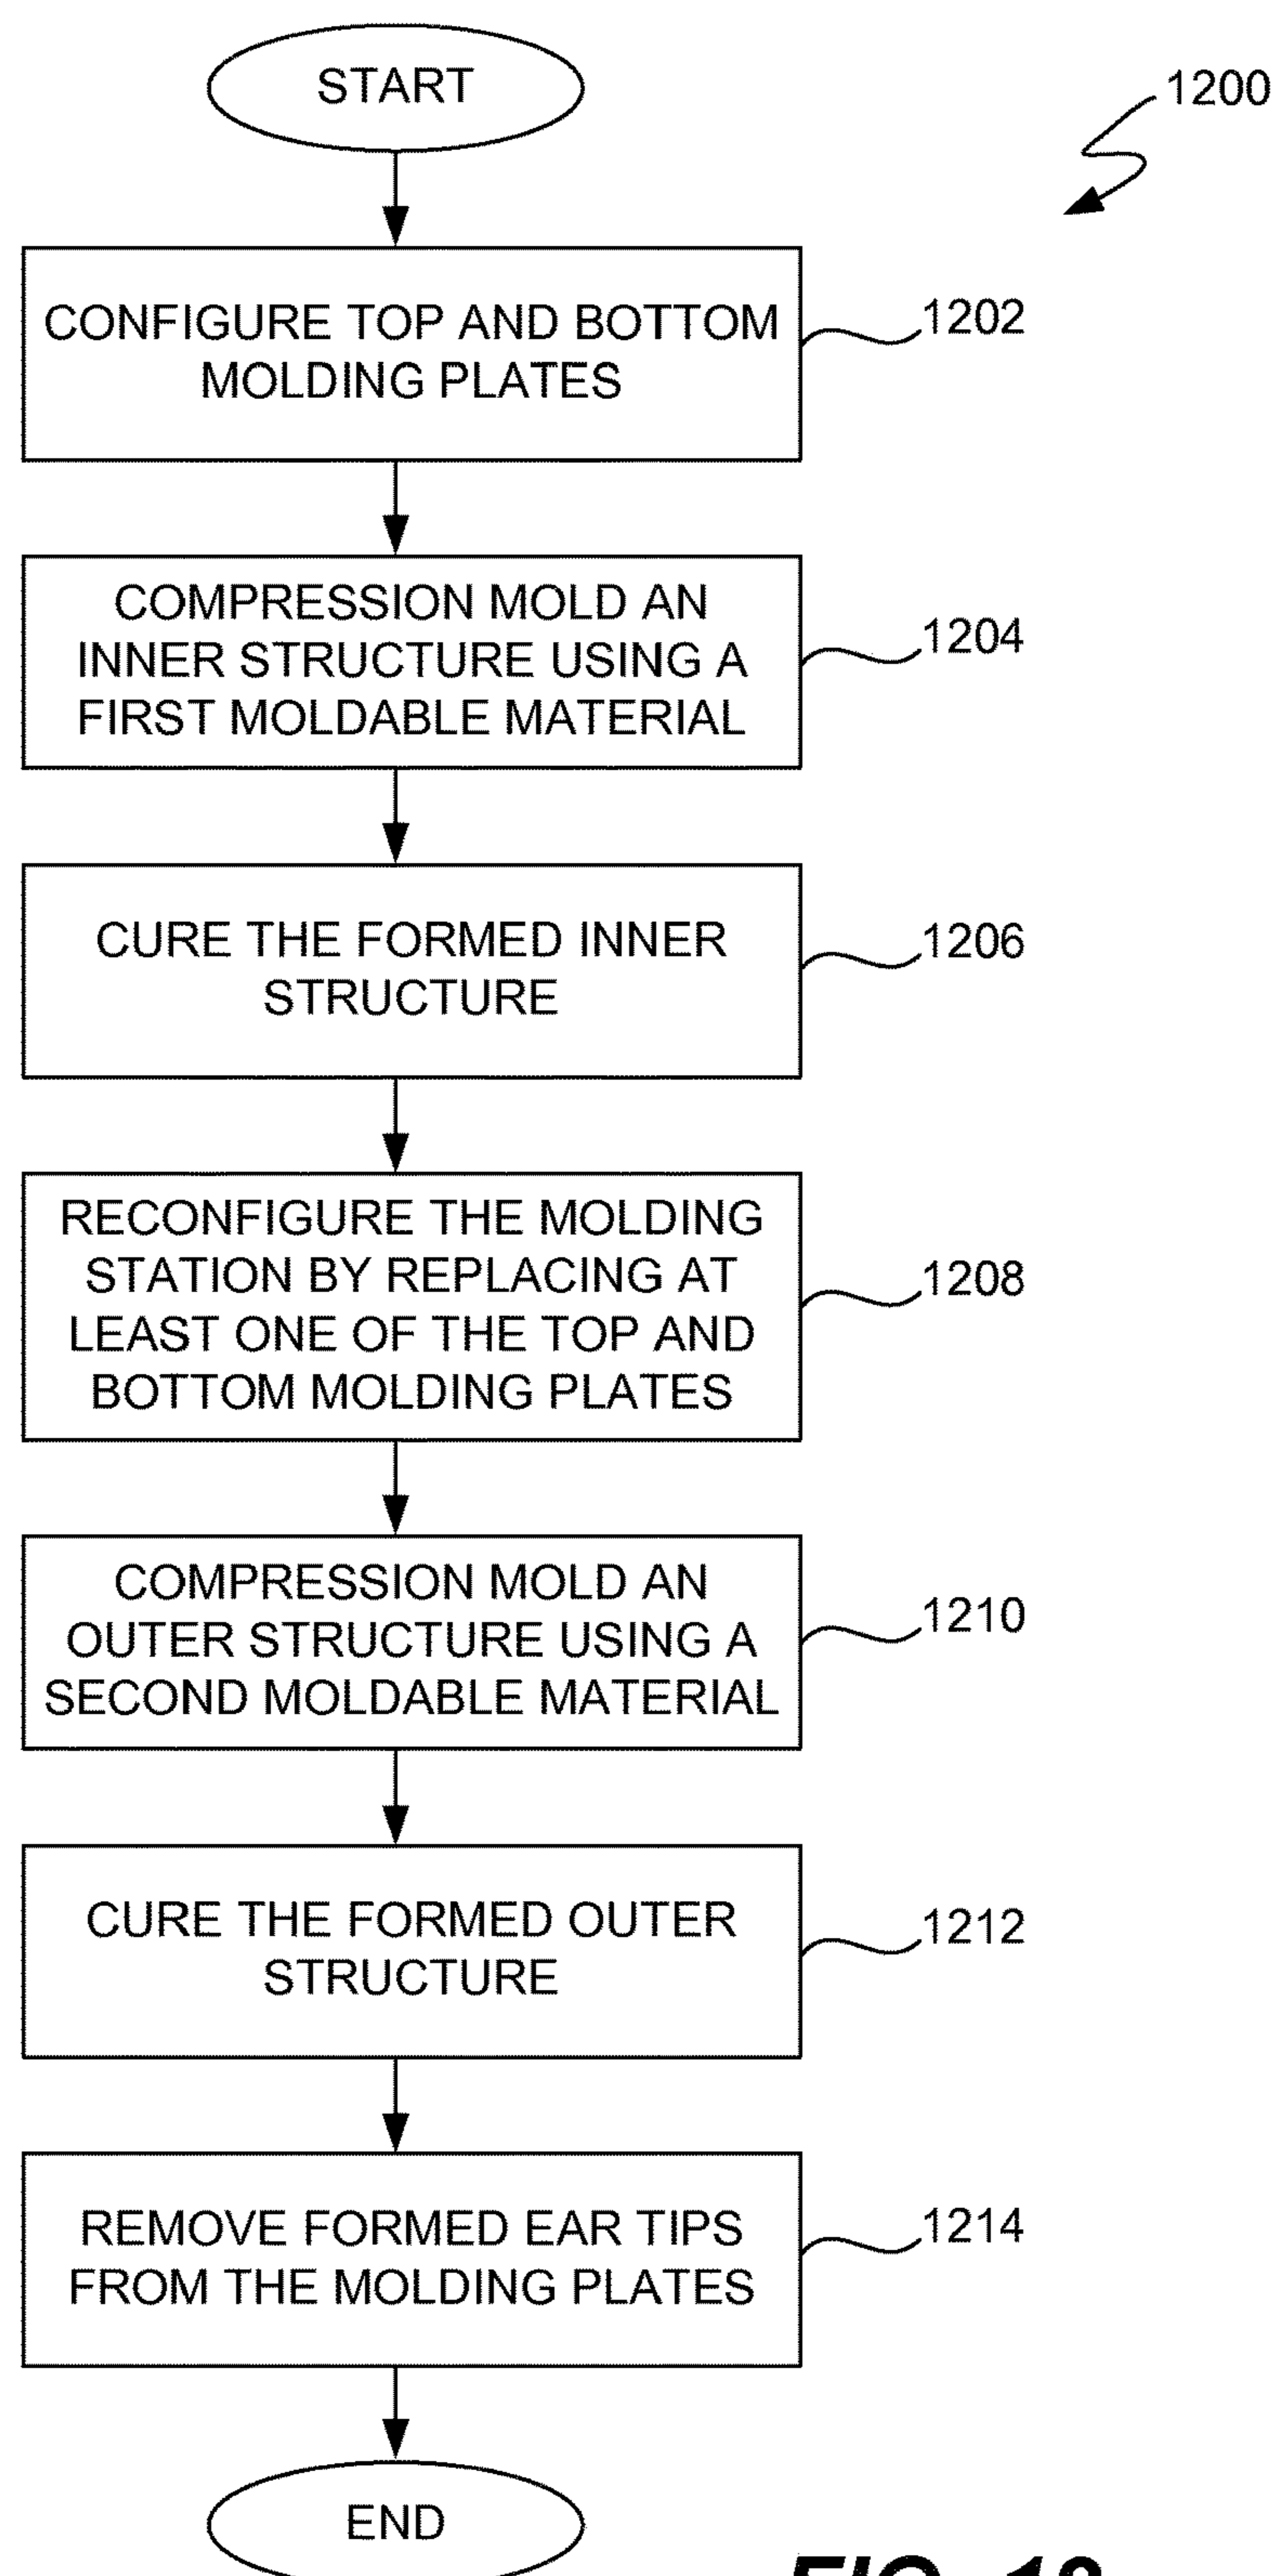 START
1200
CONFIGURE TOP AND BOTTOM
MOLDING PLATES
1202
COMPRESSION MOLD AN
INNER STRUCTURE USING A
FIRST MOLDABLE MATERIAL
1204
CURE THE FORMED INNER
STRUCTURE
1206
RECONFIGURE THE MOLDING
STATION BY REPLACING AT
LEAST ONE OF THE TOP AND
BOTTOM MOLDING PLATES
1208
COMPRESSION MOLD AN
OUTER STRUCTURE USING A
SECOND MOLDABLE MATERIAL
1210
CURE THE FORMED OUTER
STRUCTURE
1212
REMOVE FORMED EAR TIPS
FROM THE MOLDING PLATES
1214
END
FIG.